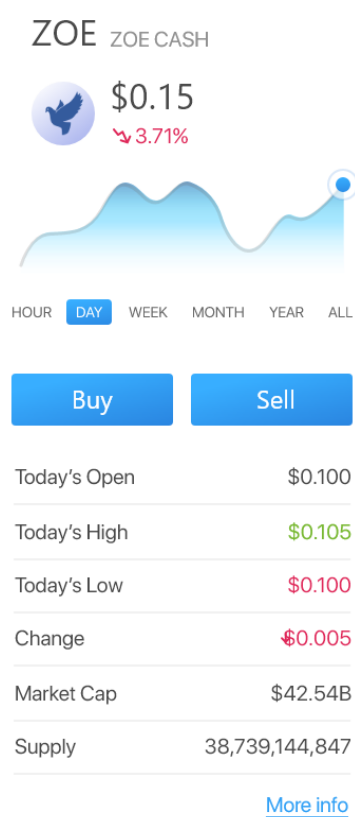 ZOE ZOE CASH
$0.15
3.71%
HOUR DAY WEEK MONTH YEAR ALL
Buy Sell
Today's Open $0.100
Today's High $0.105
Today's Low $0.100
Change $0.005
Market Cap $42.54B
Supply 38,739,144,847
More info